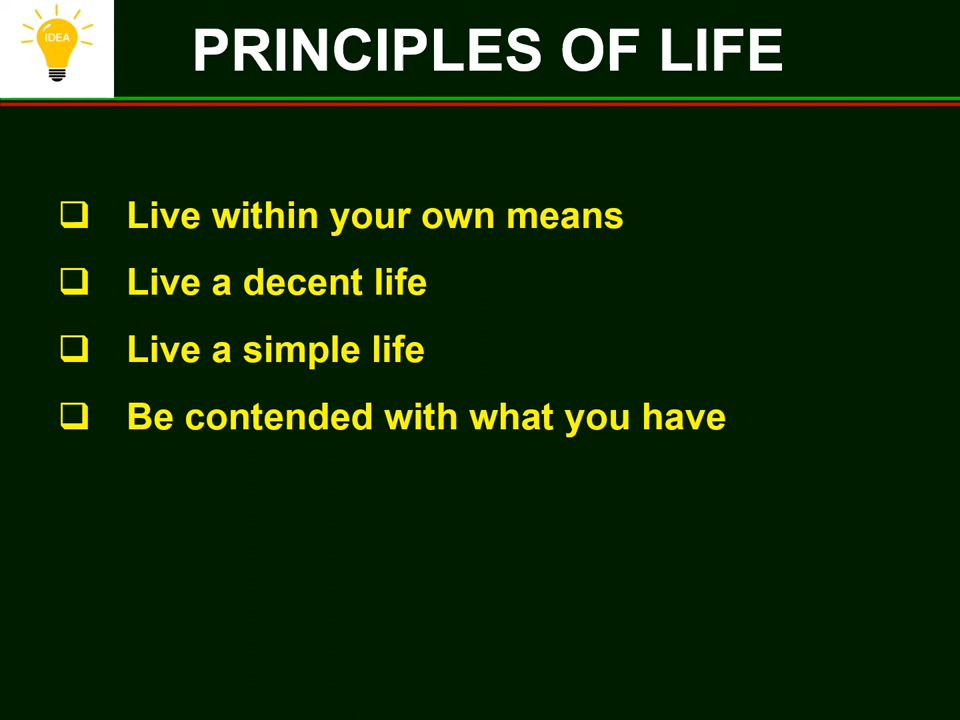 IDEA
PRINCIPLES OF LIFE
Live within your own means
Live a decent life
Live a simple life
Be contended with what you have